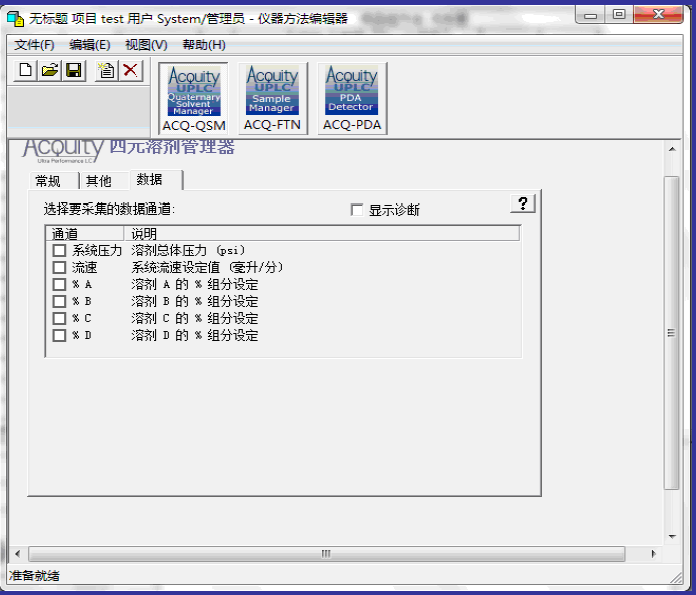 无标题 项目 test 用户 System/管理员 - 仪器方法编辑器
文件(F) 编辑(E) 视图(V) 帮助(H)
Acquity UPLC Quaternary Solvent Manager
ACQ-QSM
Acquity UPLC Sample Manager
ACQ-FTN
Acquity UPLC PDA Detector
ACQ-PDA
Acquity 四元溶剂管理器
Ultra Performance LC
常规 其他 数据
选择要采集的数据通道: 显示诊断 ?
通道 说明
系统压力 溶剂总体压力 (psi)
流速 系统流速设定值 (毫升/分)
% A 溶剂 A 的 % 组分设定
% B 溶剂 B 的 % 组分设定
% C 溶剂 C 的 % 组分设定
% D 溶剂 D 的 % 组分设定
准备就绪